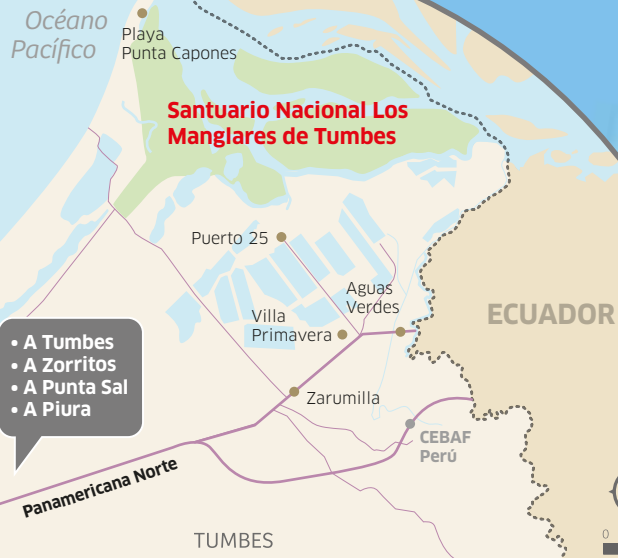 Océano
Pacífico
Playa
Punta Capones
Santuario Nacional Los
Manglares de Tumbes
Puerto 25
Aguas
Verdes
Villa
Primavera
ECUADOR
• A Tumbes
• A Zorritos
• A Punta Sal
• A Piura
Zarumilla
CEBAF
Perú
Panamericana Norte
TUMBES
0